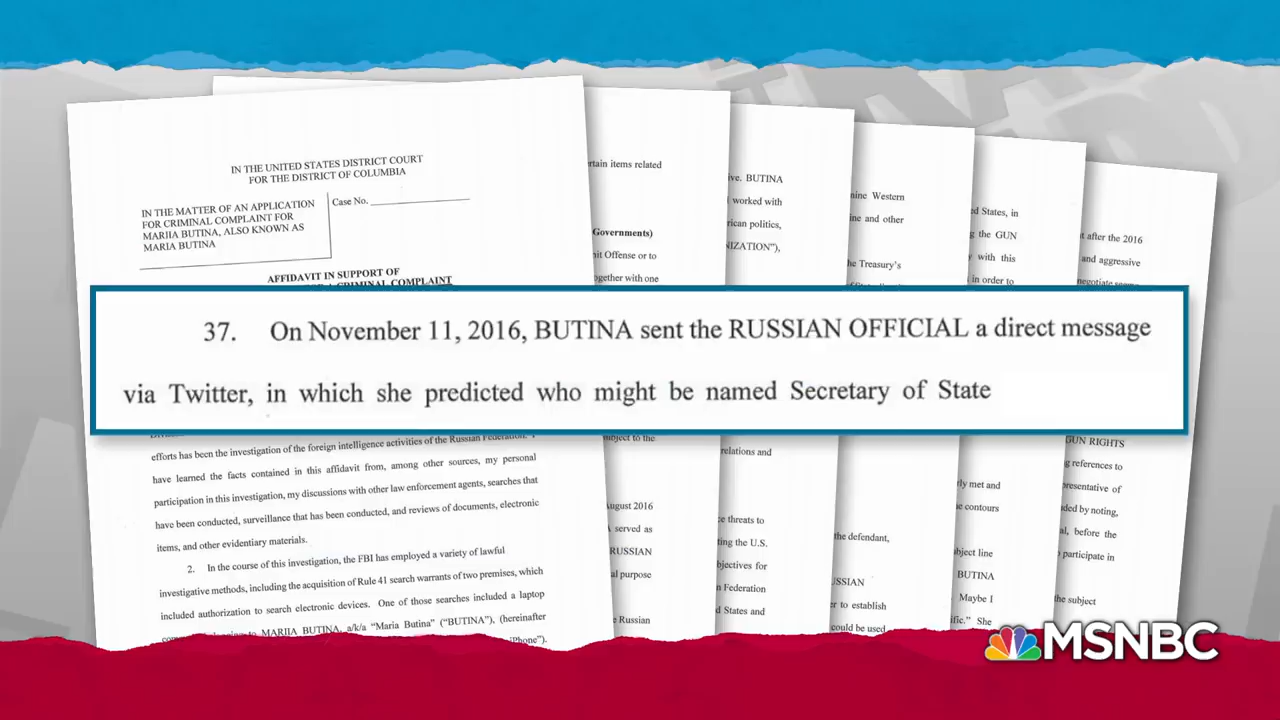 IN THE UNITED STATES DISTRICT COURT
FOR THE DISTRICT OF COLUMBIA
IN THE MATTER OF AN APPLICATION
FOR CRIMINAL COMPLAINT FOR
MARIIA BUTINA, ALSO KNOWN AS
MARIA BUTINA
Case No.
AFFIDAVIT IN SUPPORT OF
37. On November 11, 2016, BUTINA sent the RUSSIAN OFFICIAL a direct message
via Twitter, in which she predicted who might be named Secretary of State
efforts has been the investigation of the foreign intelligence activities of the Russian Federation. I
have learned the facts contained in this affidavit from, among other sources, my personal
participation in this investigation, my discussions with other law enforcement agents, searches that
have been conducted, surveillance that has been conducted, and reviews of documents, electronic
items, and other evidentiary materials.
2. In the course of this investigation, the FBI has employed a variety of lawful
investigative methods, including the acquisition of Rule 41 search warrants of two premises, which
included authorization to search electronic devices. One of those searches included a laptop
MARIIA BUTINA, a/k/a "Maria Butina" ("BUTINA"), (hereinafter
iPhone").
rtain items related
Governments)
nit Offense or to
ogether with one
ubject to the
August 2016
served as
RUSSIAN
al purpose
e Russian
ive. BUTINA
worked with
rican politics,
NIZATION"),
relations and
ce threats to
ting the U.S.
bjectives for
n Federation
d States and
nine Western
ine and other
he Treasury's
the defendant,
USSIAN
er to establish
could be used
ed States, in
g the GUN
y with this
in order to
rly met and
e contours
bject line
BUTINA
Maybe I
ific." She
t after the 2016
and aggressive
GUN RIGHTS
g references to
presentative of
ded by noting,
al, before the
participate in
the subject
MSNBC